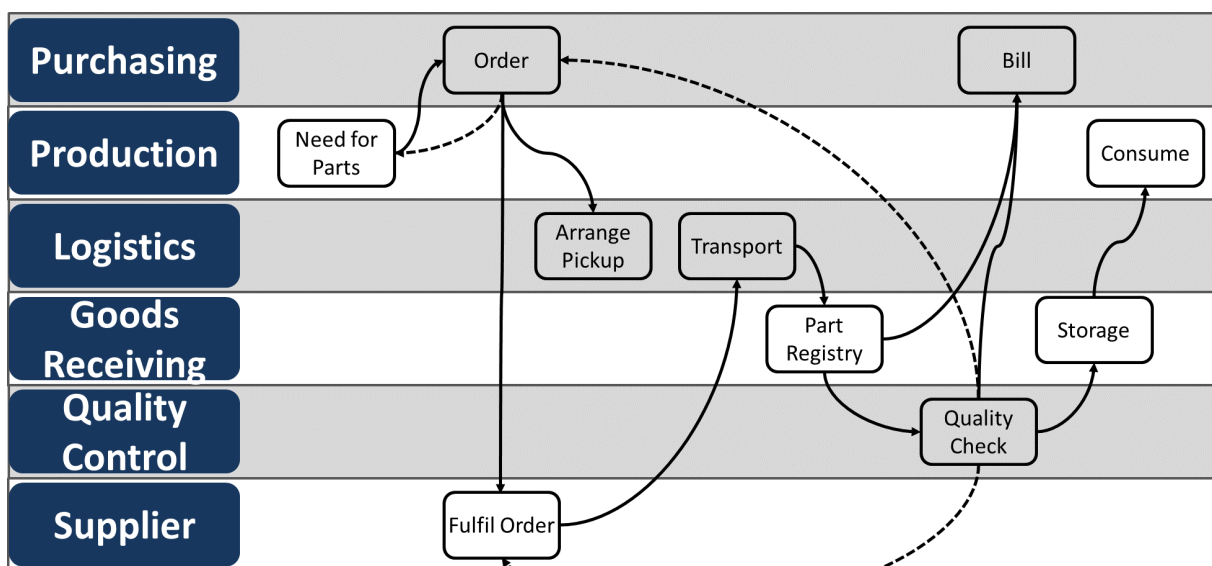 Purchasing
Order
Bill
Production
Need for
Parts
Consume
Logistics
Arrange
Pickup
Transport
Goods
Receiving
Part
Registry
Storage
Quality
Control
Quality
Check
Supplier
Fulfil Order